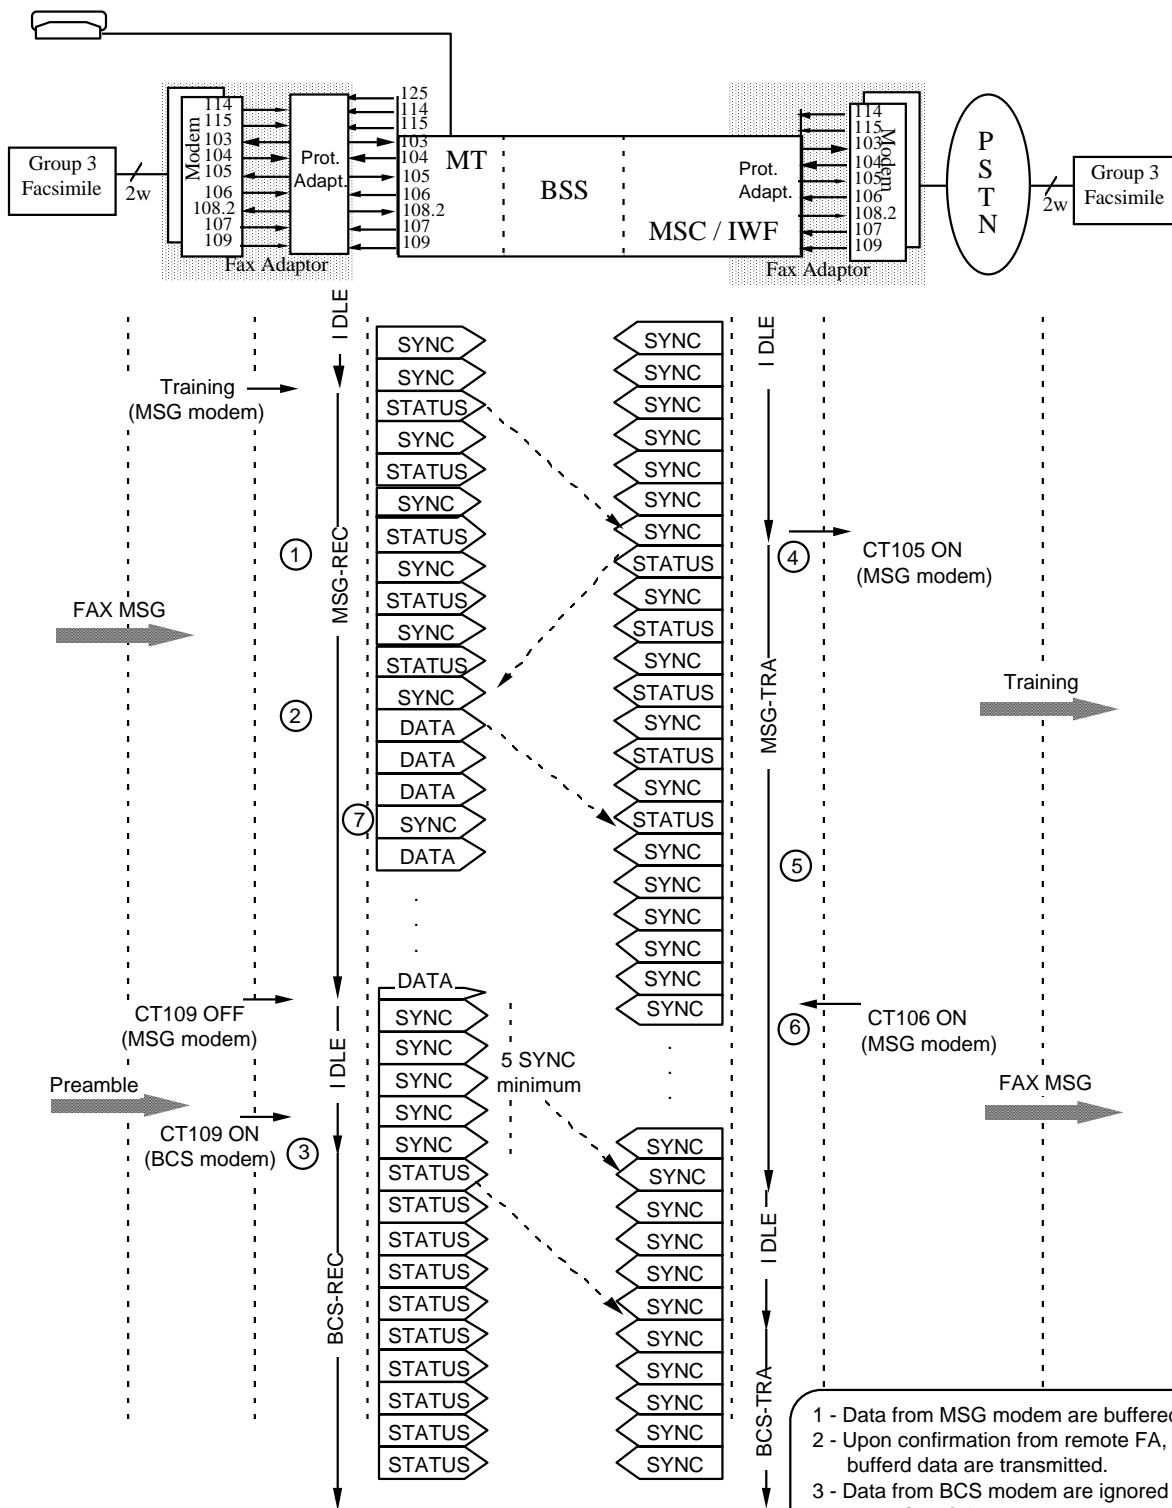 114
115
103
104
105
106
108.2
107
109
Modem
Prot.
Adapt.
Fax Adaptor
Group 3
Facsimile
2w
125
114
115
103
104
105
106
108.2
107
109
MT
BSS
MSC / IWF
Prot.
Adapt.
114
115
103
104
105
106
108.2
107
109
Modem
Fax Adaptor
PSTN
2w
Group 3
Facsimile
I DLE
Training
(MSG modem)
1
MSG-REC
FAX MSG
2
7
CT109 OFF
(MSG modem)
I DLE
Preamble
CT109 ON
(BCS modem)
3
BCS-REC
SYNC
SYNC
STATUS
SYNC
STATUS
SYNC
STATUS
SYNC
STATUS
SYNC
STATUS
SYNC
DATA
DATA
DATA
SYNC
DATA
.
.
.
DATA
SYNC
SYNC
SYNC
SYNC
SYNC
STATUS
STATUS
STATUS
STATUS
STATUS
STATUS
STATUS
STATUS
STATUS
STATUS
5 SYNC
minimum
SYNC
SYNC
SYNC
SYNC
SYNC
SYNC
SYNC
STATUS
SYNC
STATUS
SYNC
STATUS
SYNC
STATUS
SYNC
STATUS
SYNC
SYNC
SYNC
SYNC
SYNC
SYNC
.
.
.
SYNC
SYNC
SYNC
SYNC
SYNC
SYNC
SYNC
SYNC
SYNC
SYNC
SYNC
I DLE
4
CT105 ON
(MSG modem)
MSG-TRA
Training
5
6
CT106 ON
(MSG modem)
FAX MSG
I DLE
BCS-TRA
1 - Data from MSG modem are buffered
2 - Upon confirmation from remote FA,
bufferd data are transmitted.
3 - Data from BCS modem are ignored